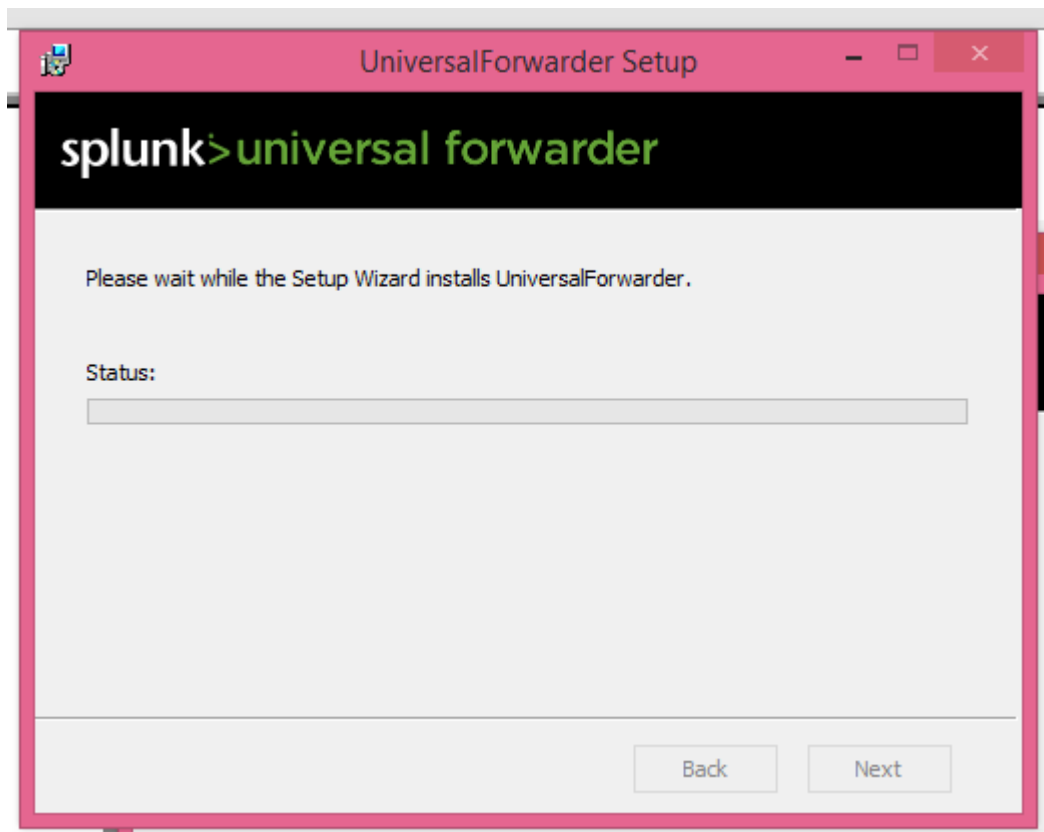 UniversalForwarder Setup
splunk>universal forwarder
Please wait while the Setup Wizard installs UniversalForwarder.
Status:
Back Next